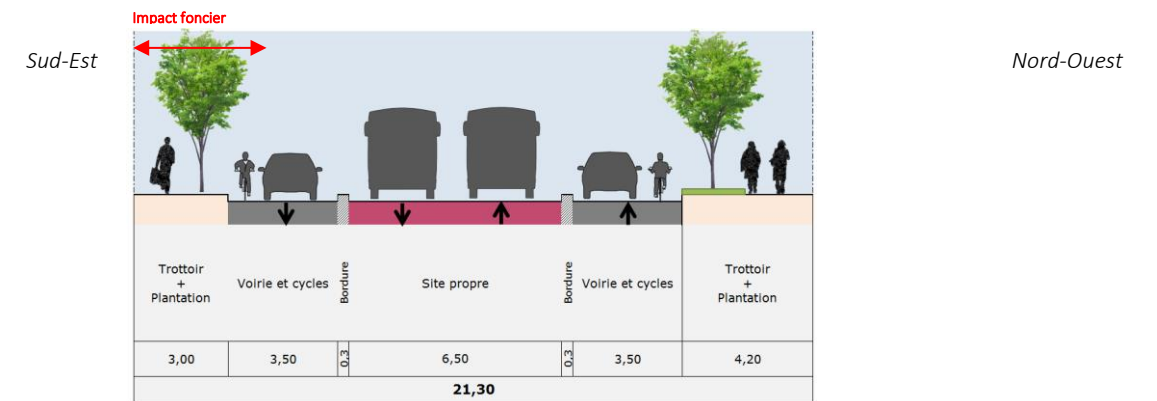 Impact foncier
Sud-Est
Nord-Ouest
Trottoir
+
Plantation
Voirie et cycles
Bordure
Site propre
Bordure
Voirie et cycles
Trottoir
+
Plantation
3,00
3,50
0,3
6,50
0,3
3,50
4,20
21,30